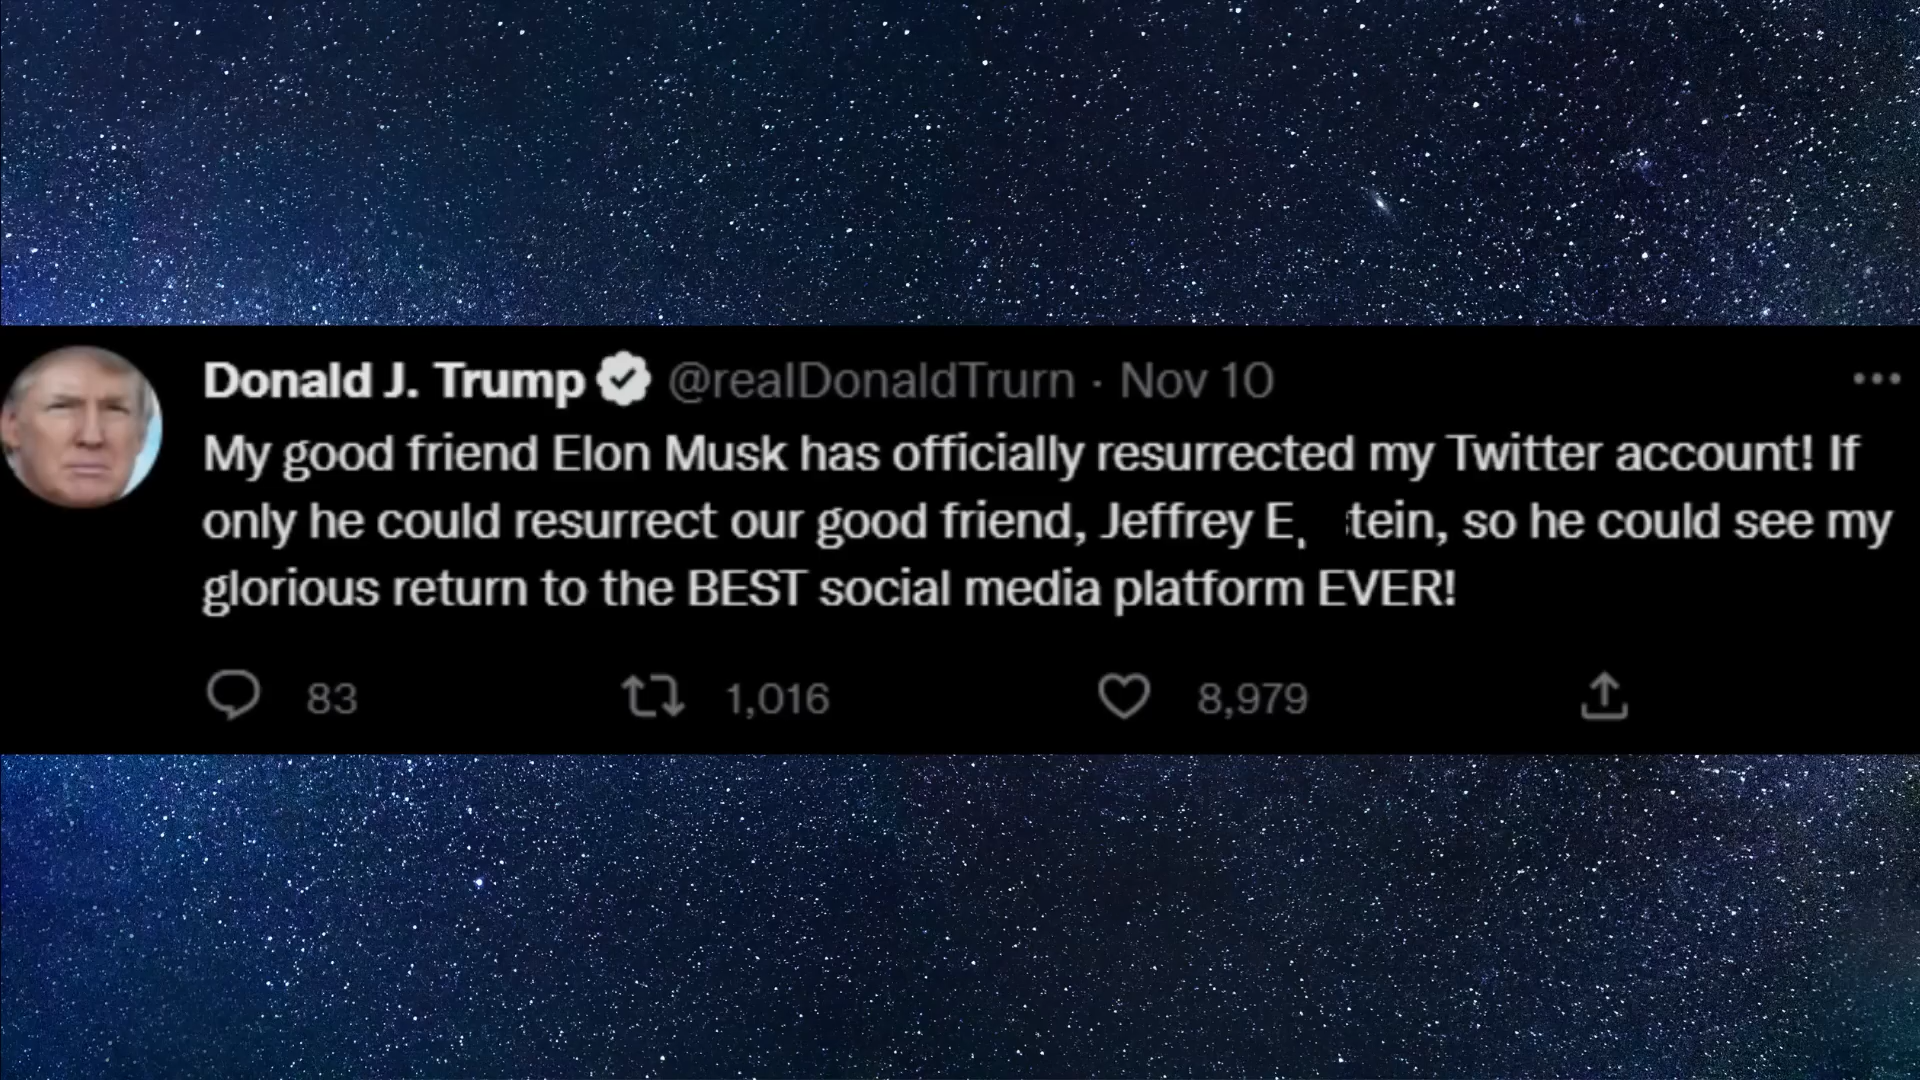 Donald J. Trump @realDonaldTrurn · Nov 10
My good friend Elon Musk has officially resurrected my Twitter account! If
only he could resurrect our good friend, Jeffrey E tein, so he could see my
glorious return to the BEST social media platform EVER!
83 1,016 8,979